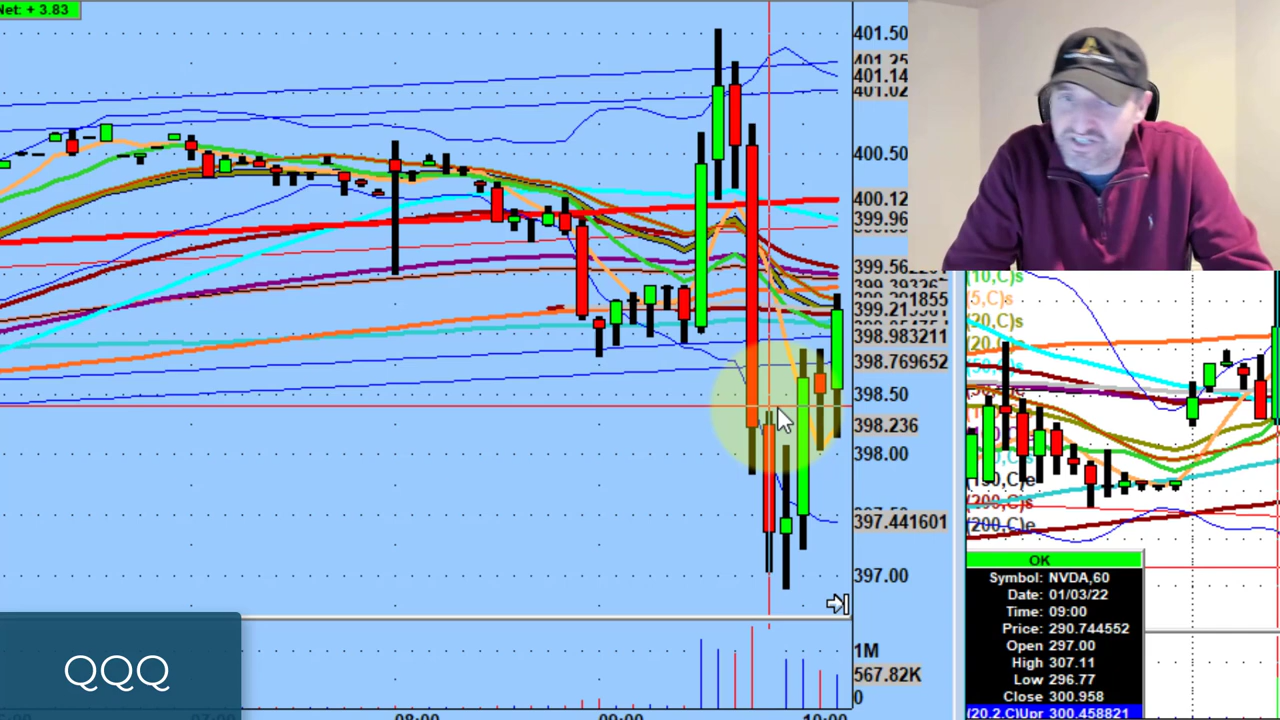 Net: + 3.83
401.50
401.25
401.14
401.02
400.50
400.12
399.96
399.56
398.983211
398.769652
398.50
398.236
398.00
397.441601
397.00
1M
567.82K
0
07:00
08:00
09:00
10:00
QQQ
(10,C)s
(5,C)s
(20,C)s
(200,C)e
OK
Symbol: NVDA,60
Date: 01/03/22
Time: 09:00
Price: 290.744552
Open 297.00
High 307.11
Low 296.77
Close 300.958
(20.2.C)Upr 300.458821